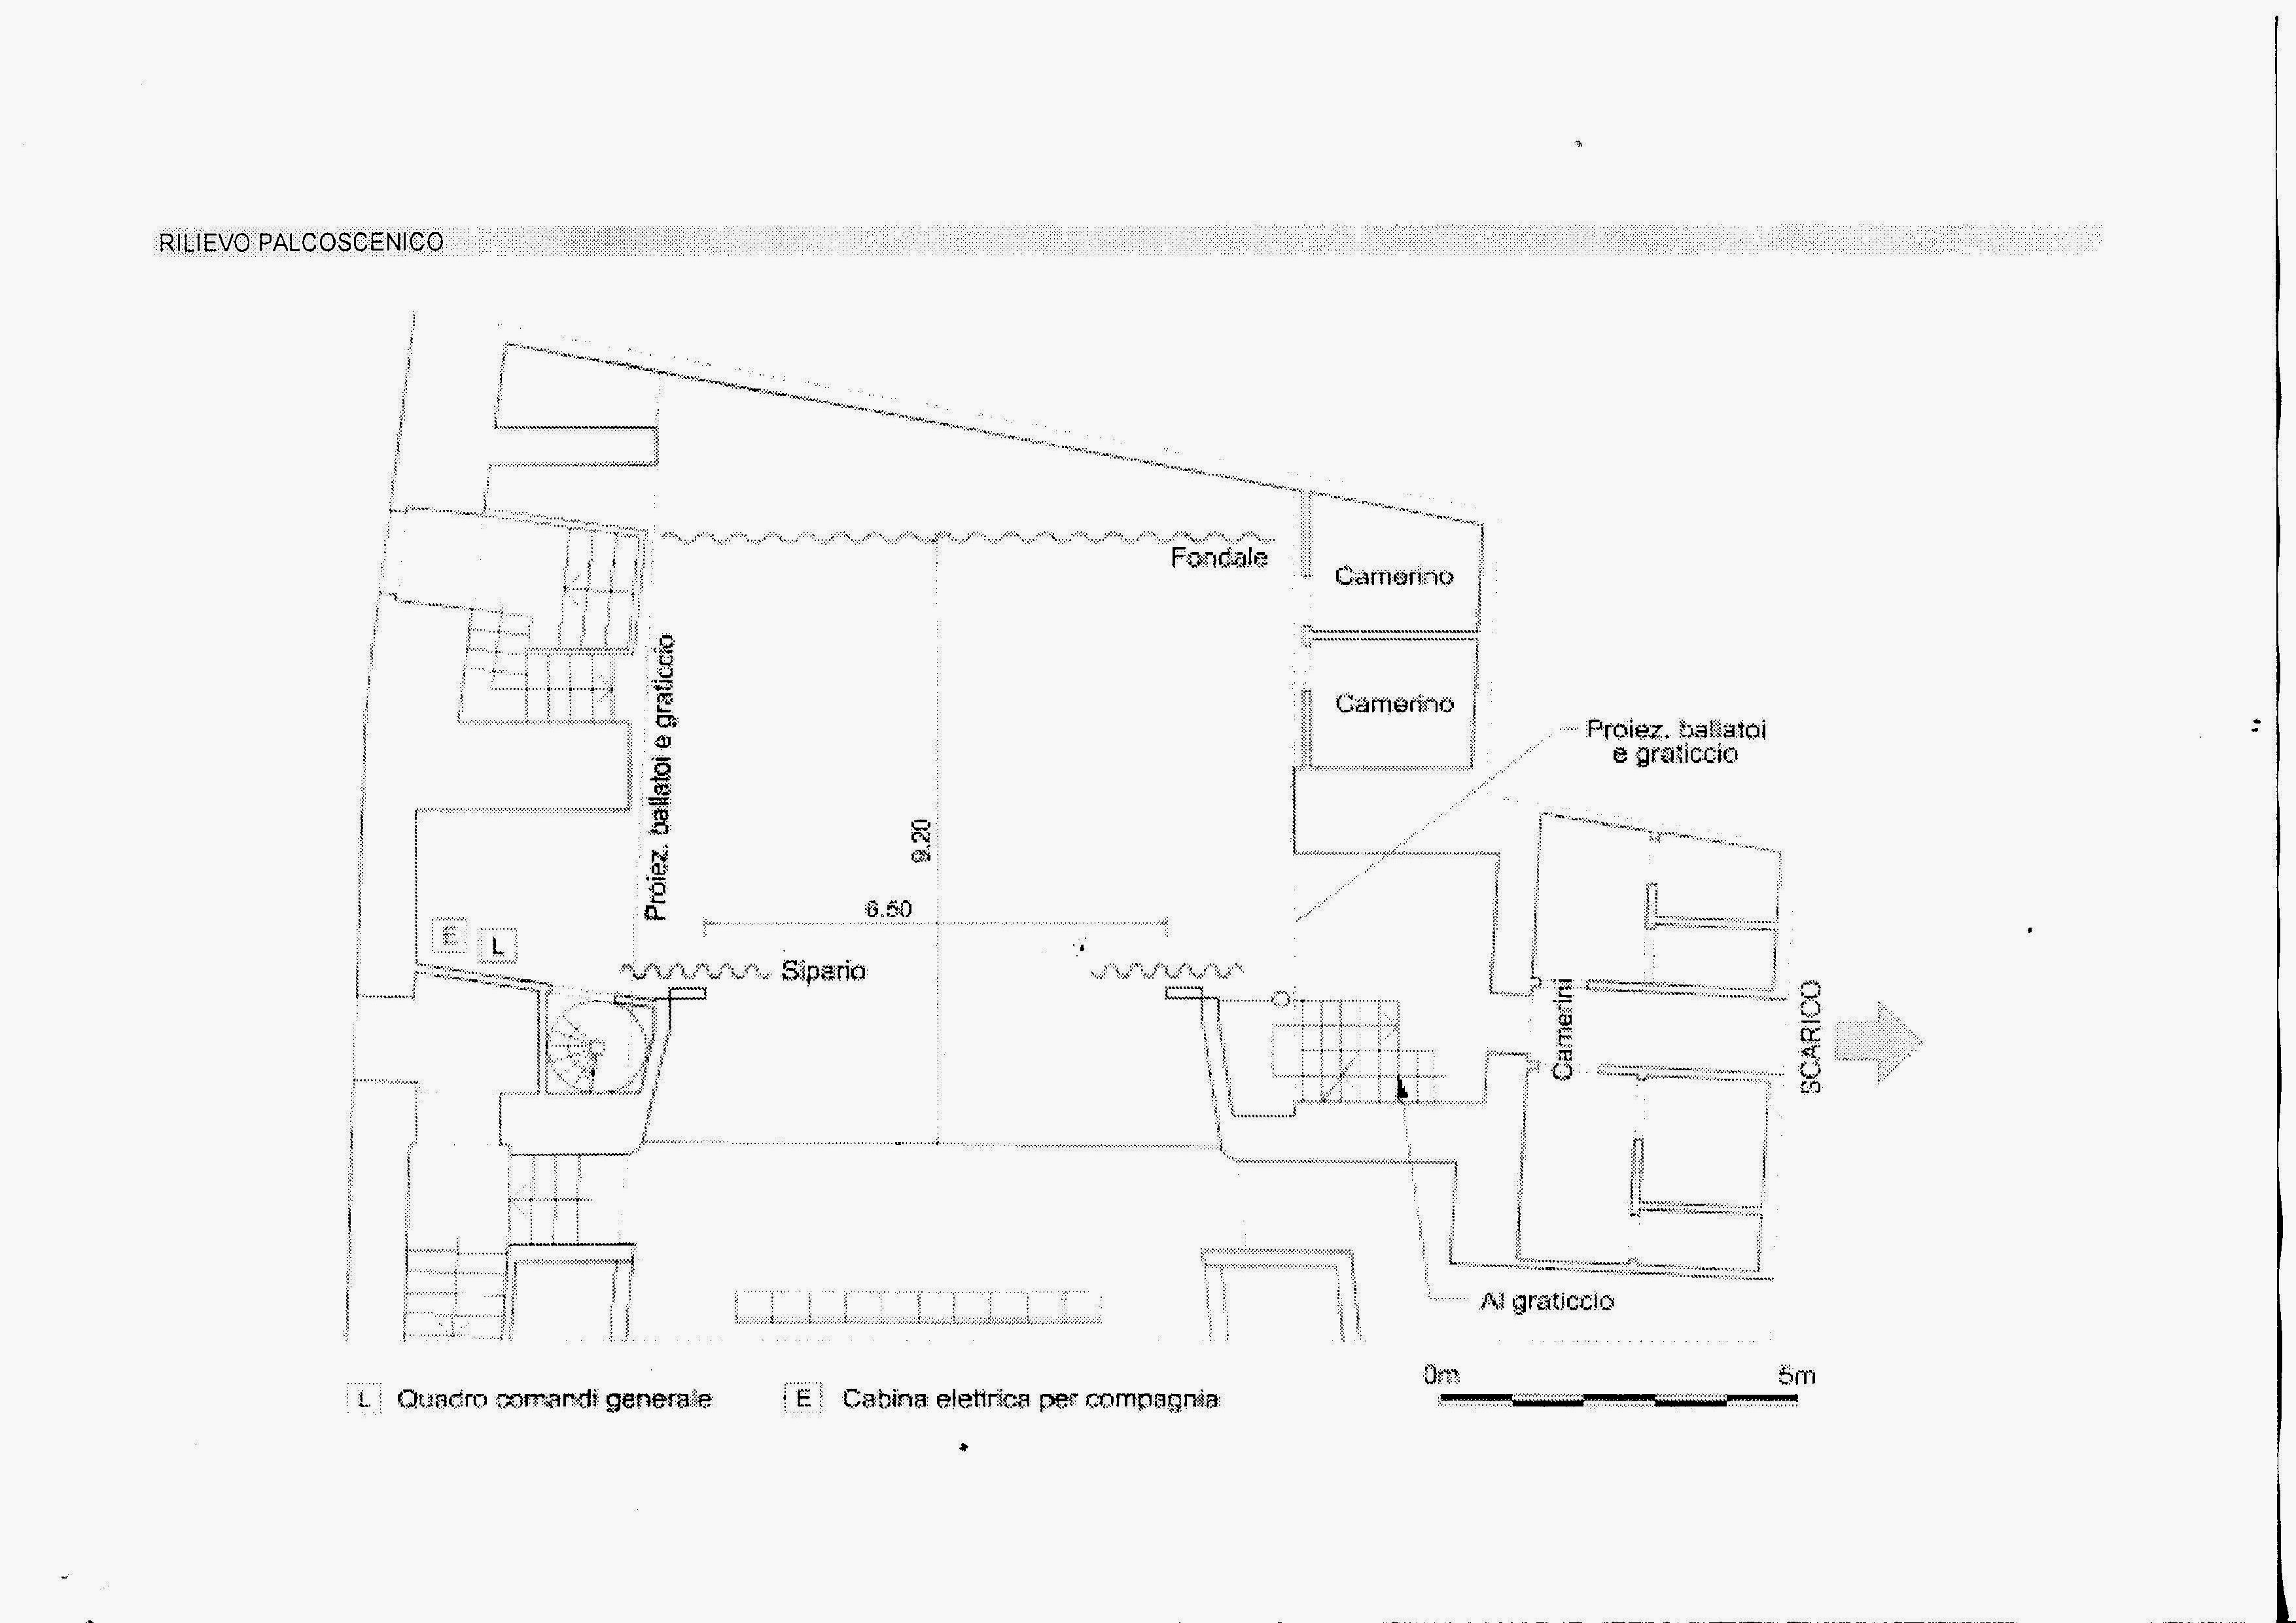 RILIEVO PALCOSCENICO
Fondale
Camerino
Camerino
Proiez. ballatoi e graticcio
Proiez. ballatoi
e graticcio
9.20
6.50
E
L
Sipario
Camerini
SCARICO
Al graticcio
0m
5m
L
Quadro comandi generale
E
Cabina elettrica per compagnia